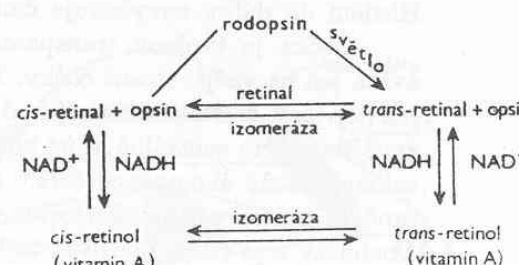 rodopsin
světlo
cis-retinal + opsin
retinal
izomeráza
trans-retinal + opsi
NAD⁺
NADH
NADH
NAD
cis-retinol
(vitamin A)
izomeráza
trans-retinol
(vitamin A)